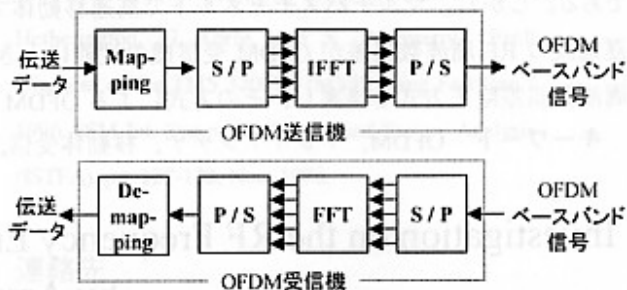 伝送
データ
Map-
ping
S / P
IFFT
P / S
OFDM
ベースバンド
信号
OFDM送信機
伝送
データ
De-
map-
ping
P / S
FFT
S / P
OFDM
ベースバンド
信号
OFDM受信機